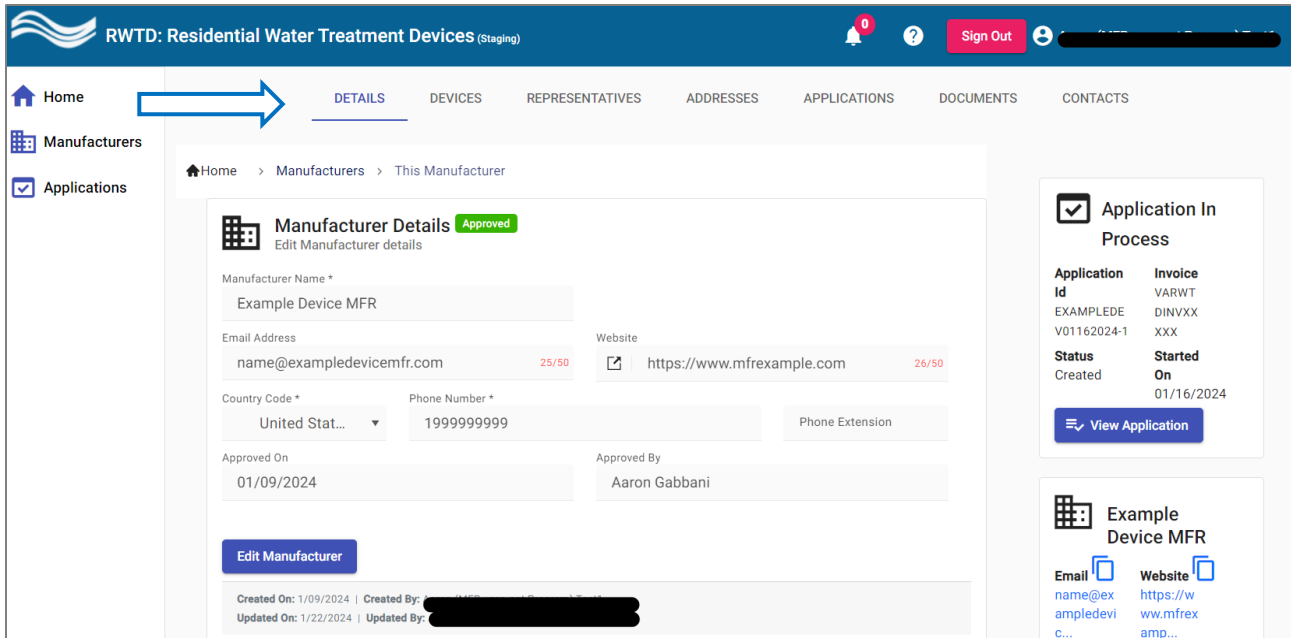 RWTD: Residential Water Treatment Devices (Staging)
0
Sign Out
Home
Manufacturers
Applications
DETAILS DEVICES REPRESENTATIVES ADDRESSES APPLICATIONS DOCUMENTS CONTACTS
Home > Manufacturers > This Manufacturer
Manufacturer Details Approved
Edit Manufacturer details
Manufacturer Name *
Example Device MFR
Email Address
name@exampledevicemfr.com 25/50
Website
https://www.mfrexample.com 26/50
Country Code *
United Stat...
Phone Number *
1999999999
Phone Extension
Approved On
01/09/2024
Approved By
Aaron Gabbani
Edit Manufacturer
Created On: 1/09/2024 | Created By:
Updated On: 1/22/2024 | Updated By:
Application In
Process
Application
Id
EXAMPLEDE
V01162024-1
Invoice
VARWT
DINVXX
XXX
Status
Created
Started
On
01/16/2024
View Application
Example
Device MFR
Email
name@ex
ampledevi
c...
Website
https://w
ww.mfrex
amp...